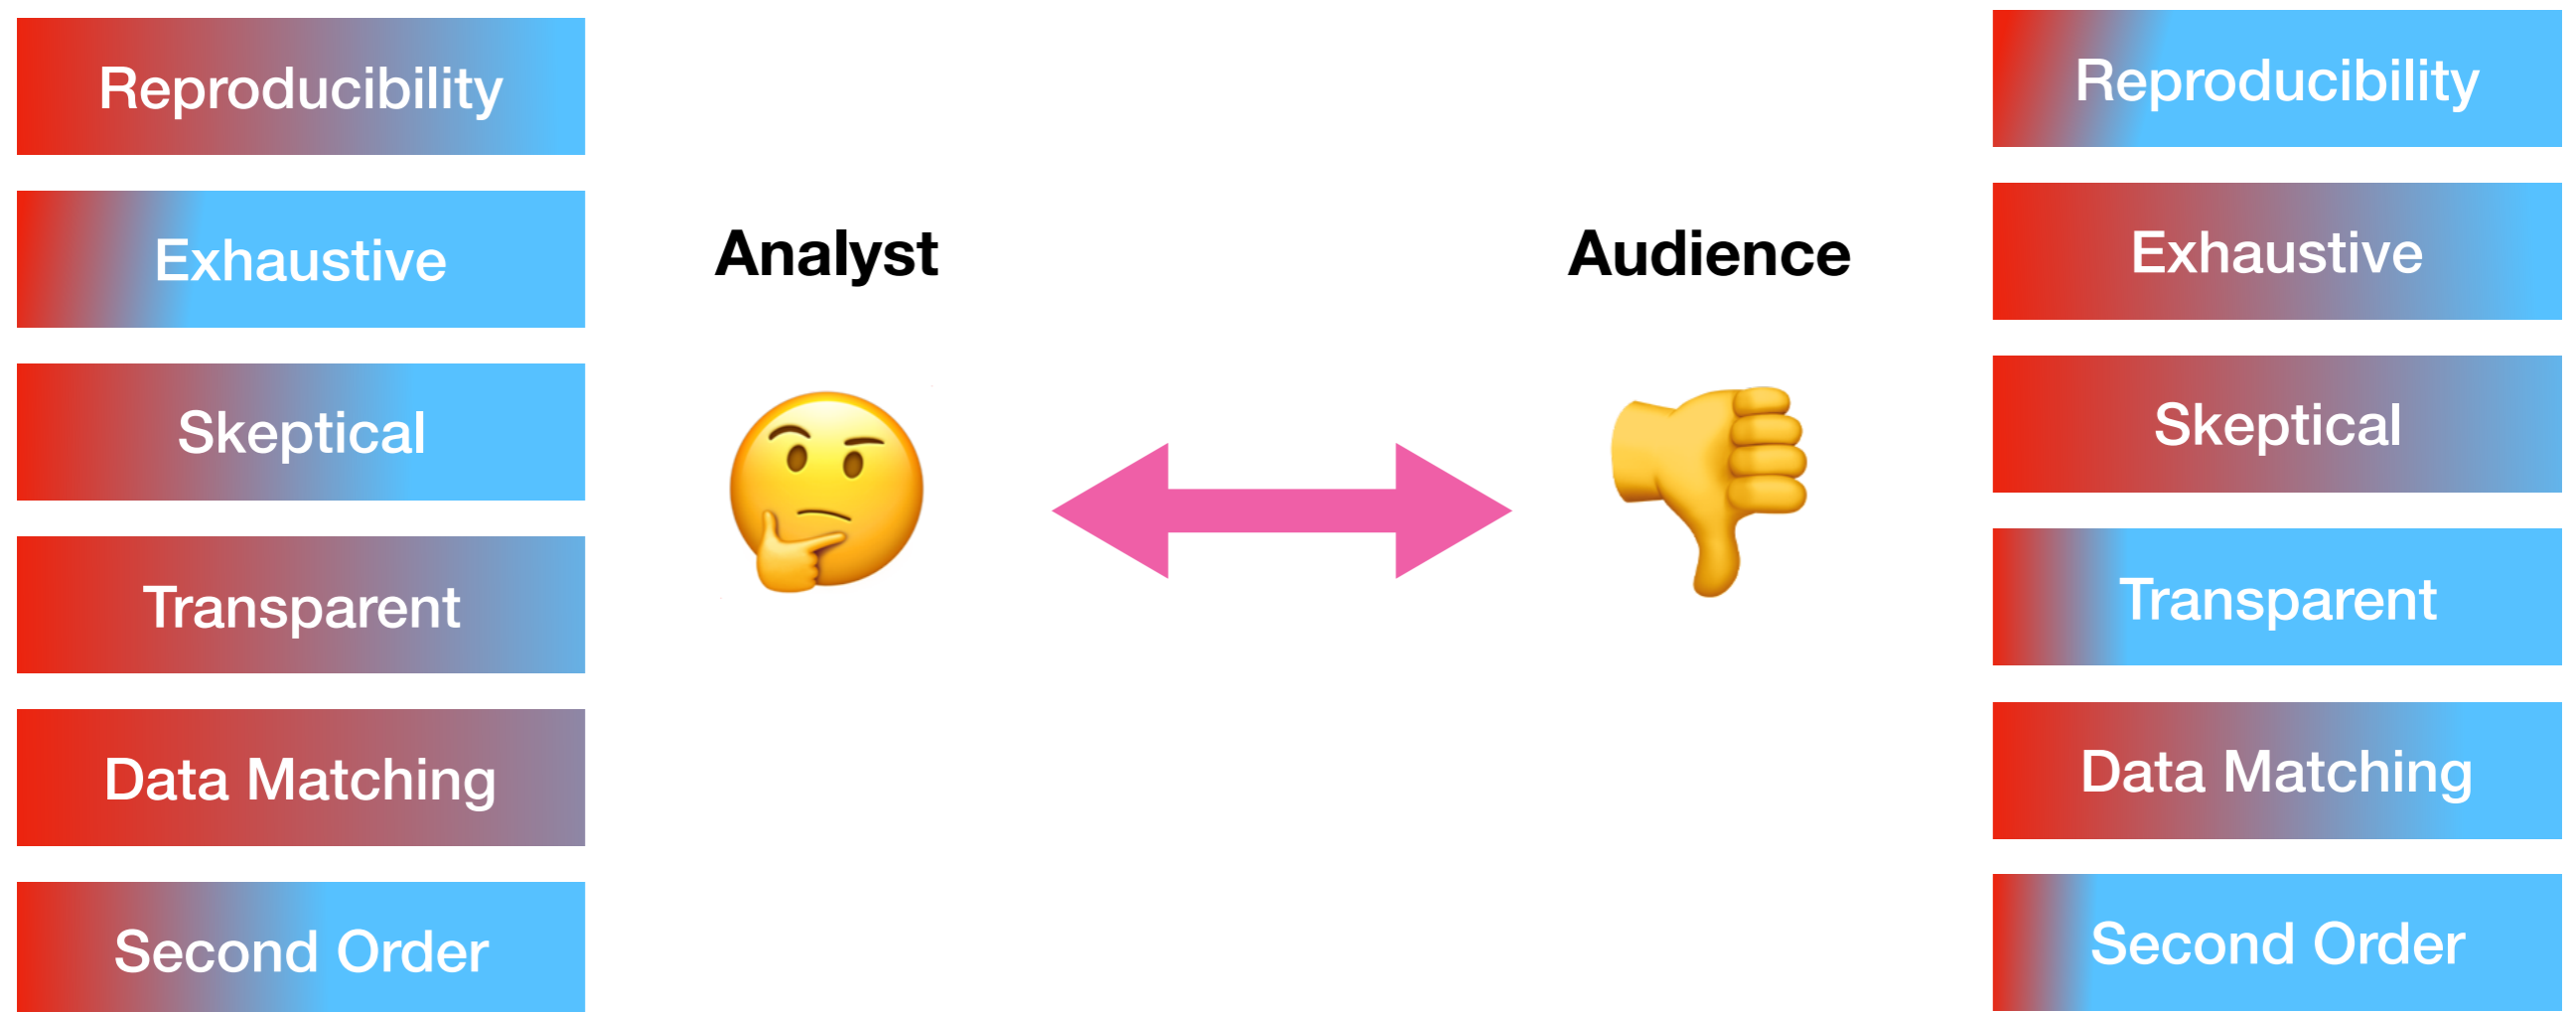 Reproducibility
Exhaustive
Skeptical
Transparent
Data Matching
Second Order
Analyst
Audience
Reproducibility
Exhaustive
Skeptical
Transparent
Data Matching
Second Order